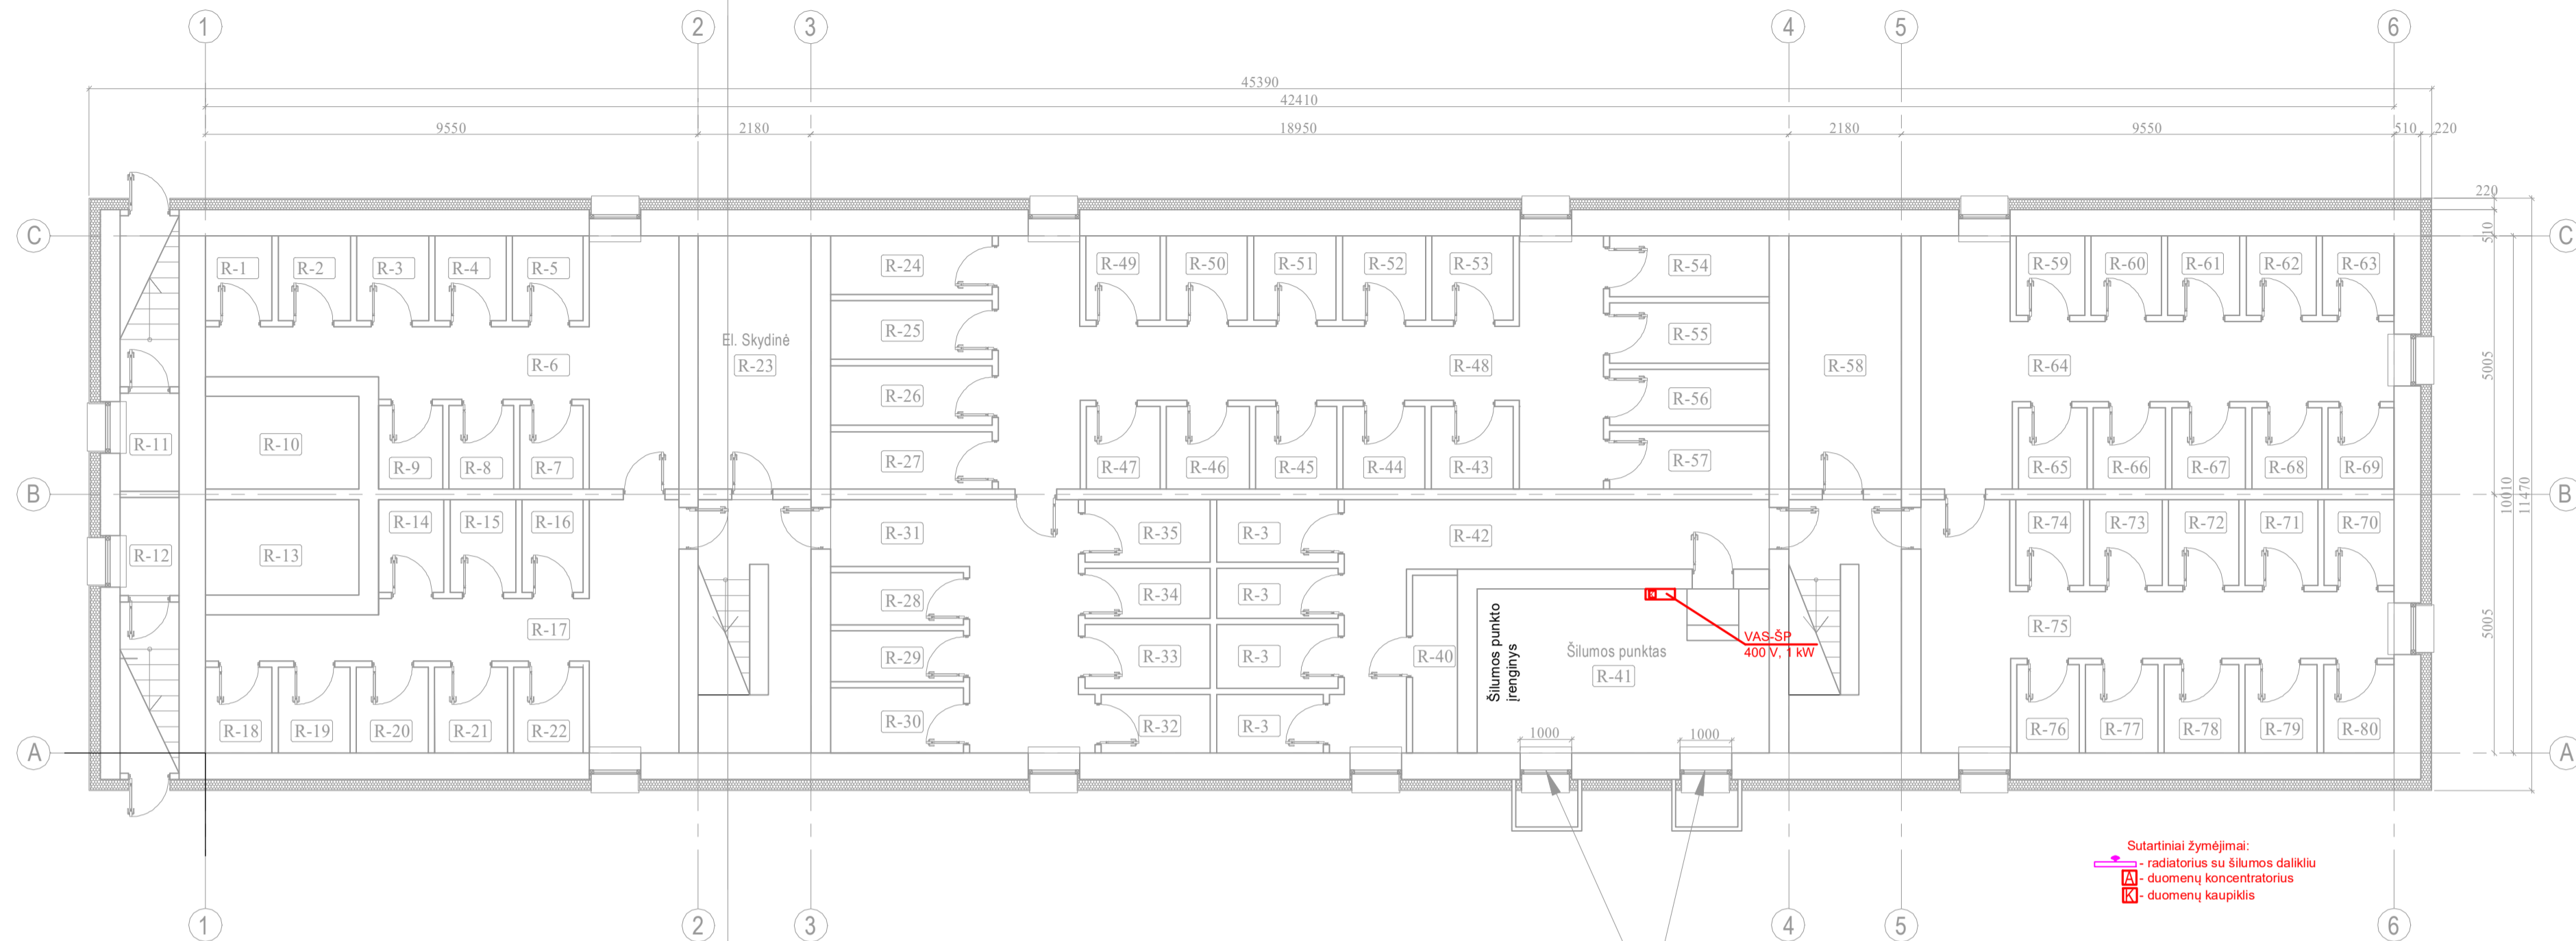 1 2 3 4 5 6
45390
42410
9550 2180 18950 2180 9550 510 220
220
C C
510
R-1 R-2 R-3 R-4 R-5 R-24 R-49 R-50 R-51 R-52 R-53 R-54 R-59 R-60 R-61 R-62 R-63
R-25 R-55
El. Skydinė
R-6 R-23 R-48 R-58 R-64
5005
R-26 R-56
R-11 R-10
R-9 R-8 R-7 R-27 R-47 R-46 R-45 R-44 R-43 R-57 R-65 R-66 R-67 R-68 R-69
B B
10010
11470
R-14 R-15 R-16 R-31 R-35 R-3 R-42 R-74 R-73 R-72 R-71 R-70
R-12 R-13
R-28 R-34 R-3
R-17 R-75
5005
VAS-ŠP
400 V, 1 kW
Šilumos punkto
įrenginys
Šilumos punktas
R-29 R-33 R-3 R-40 R-41
R-18 R-19 R-20 R-21 R-22 R-30 R-32 R-3 R-76 R-77 R-78 R-79 R-80
1000 1000
A A
Sutartiniai žymėjimai:
- radiatorius su šilumos dalikliu
A - duomenų koncentratorius
K - duomenų kaupiklis
1 2 3 4 5 6